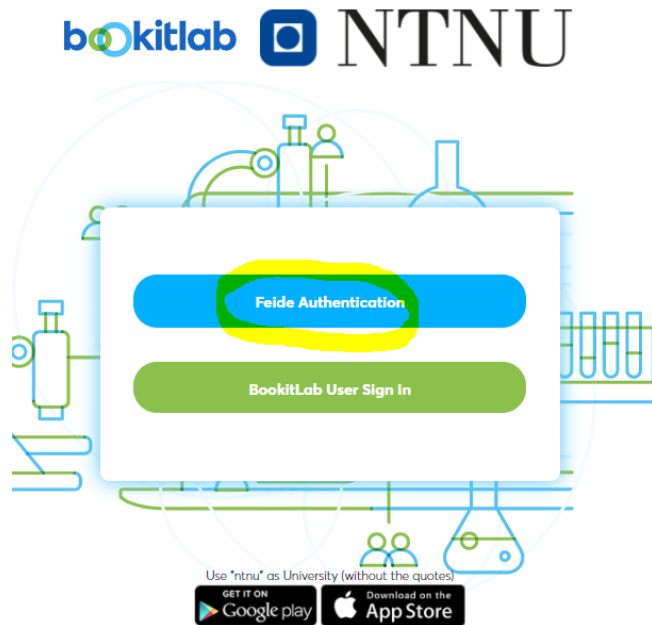 bookitlab NTNU
Feide Authentication
BookitLab User Sign In
Use "ntnu" as University (without the quotes)
GET IT ON Download on the
Google play App Store